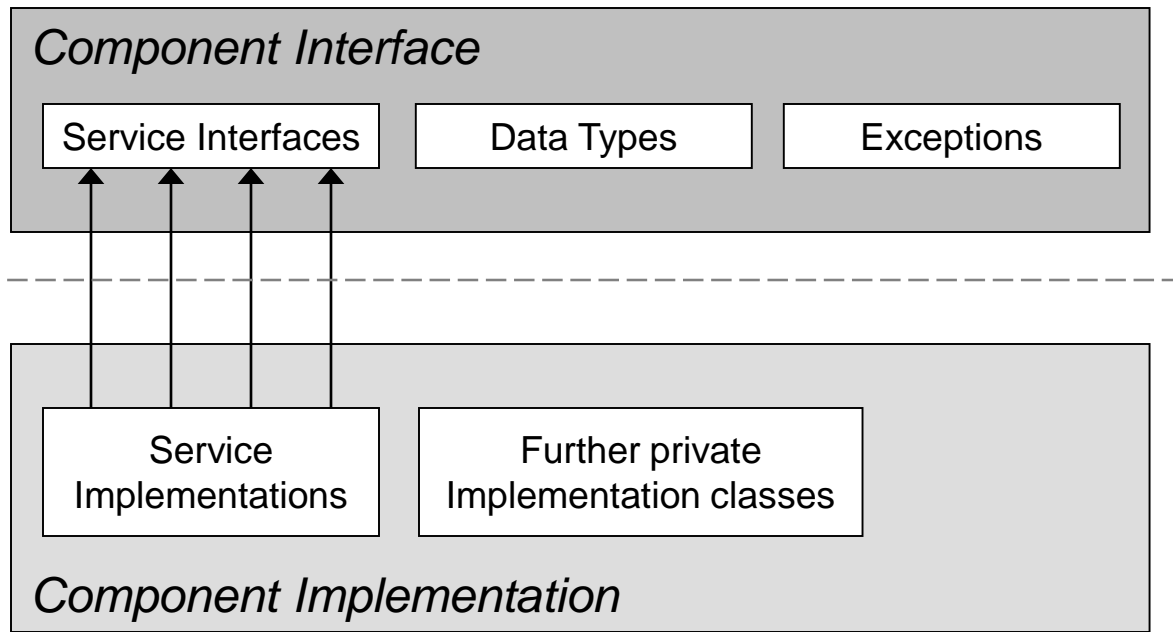 Component Interface
Service Interfaces
Data Types
Exceptions
Service
Implementations
Further private
Implementation classes
Component Implementation